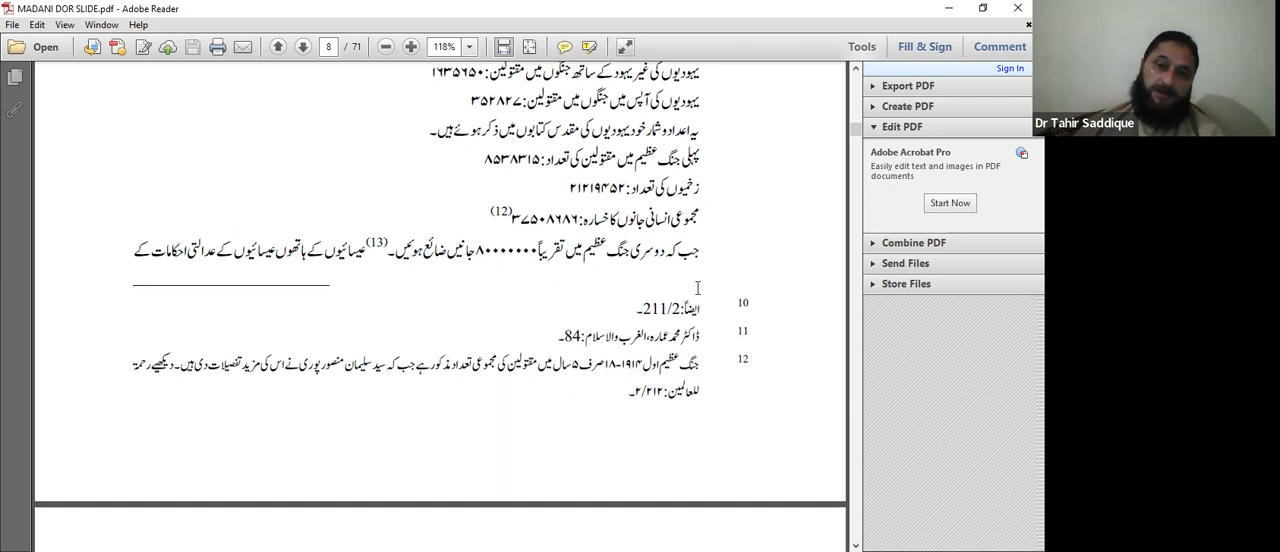 MADANI DOR SLIDE.pdf - Adobe Reader
File Edit View Window Help
Open 8 / 71 118% Tools Fill & Sign Comment
Sign In
Export PDF
Create PDF
Edit PDF
Adobe Acrobat Pro
Easily edit text and images in PDF
documents
Start Now
Combine PDF
Send Files
Store Files
Dr Tahir Saddique
یہودیوں کی غیر یہود کے ساتھ جنگوں میں مقتولین: ۱۶۳۵۶۵۰
یہودیوں کی آپس میں جنگوں میں مقتولین: ۳۵۲۸۲۷
یہ اعداد و شمار خود یہودیوں کی مقدس کتابوں میں ذکر ہوئے ہیں۔
پہلی جنگ عظیم میں مقتولین کی تعداد: ۸۵۳۸۳۱۵
زخمیوں کی تعداد: ۲۱۲۱۹۴۵۲
مجموعی انسانی جانوں کا خسارہ: ۳۷۵۰۸۶۸۶(12)
جب کہ دوسری جنگ عظیم میں تقریباً ۸۰۰۰۰۰۰۰ جانیں ضائع ہوئیں۔(13) عیسائیوں کے ہاتھوں عیسائیوں کے عدالتی احکامات کے
10 ایضاً: 211/2۔
11 ڈاکٹر محمد عمارہ، الغرب والاسلام: 84۔
12 جنگ عظیم اول ۱۹۱۴-۱۸ صرف ۵ سال میں مقتولین کی مجموعی تعداد مذکور ہے جب کہ سید سلیمان منصور پوری نے اس کی مزید تفصیلات دی ہیں۔ دیکھیے رحمۃ
للعالمین: ۲/۲۱۲۔